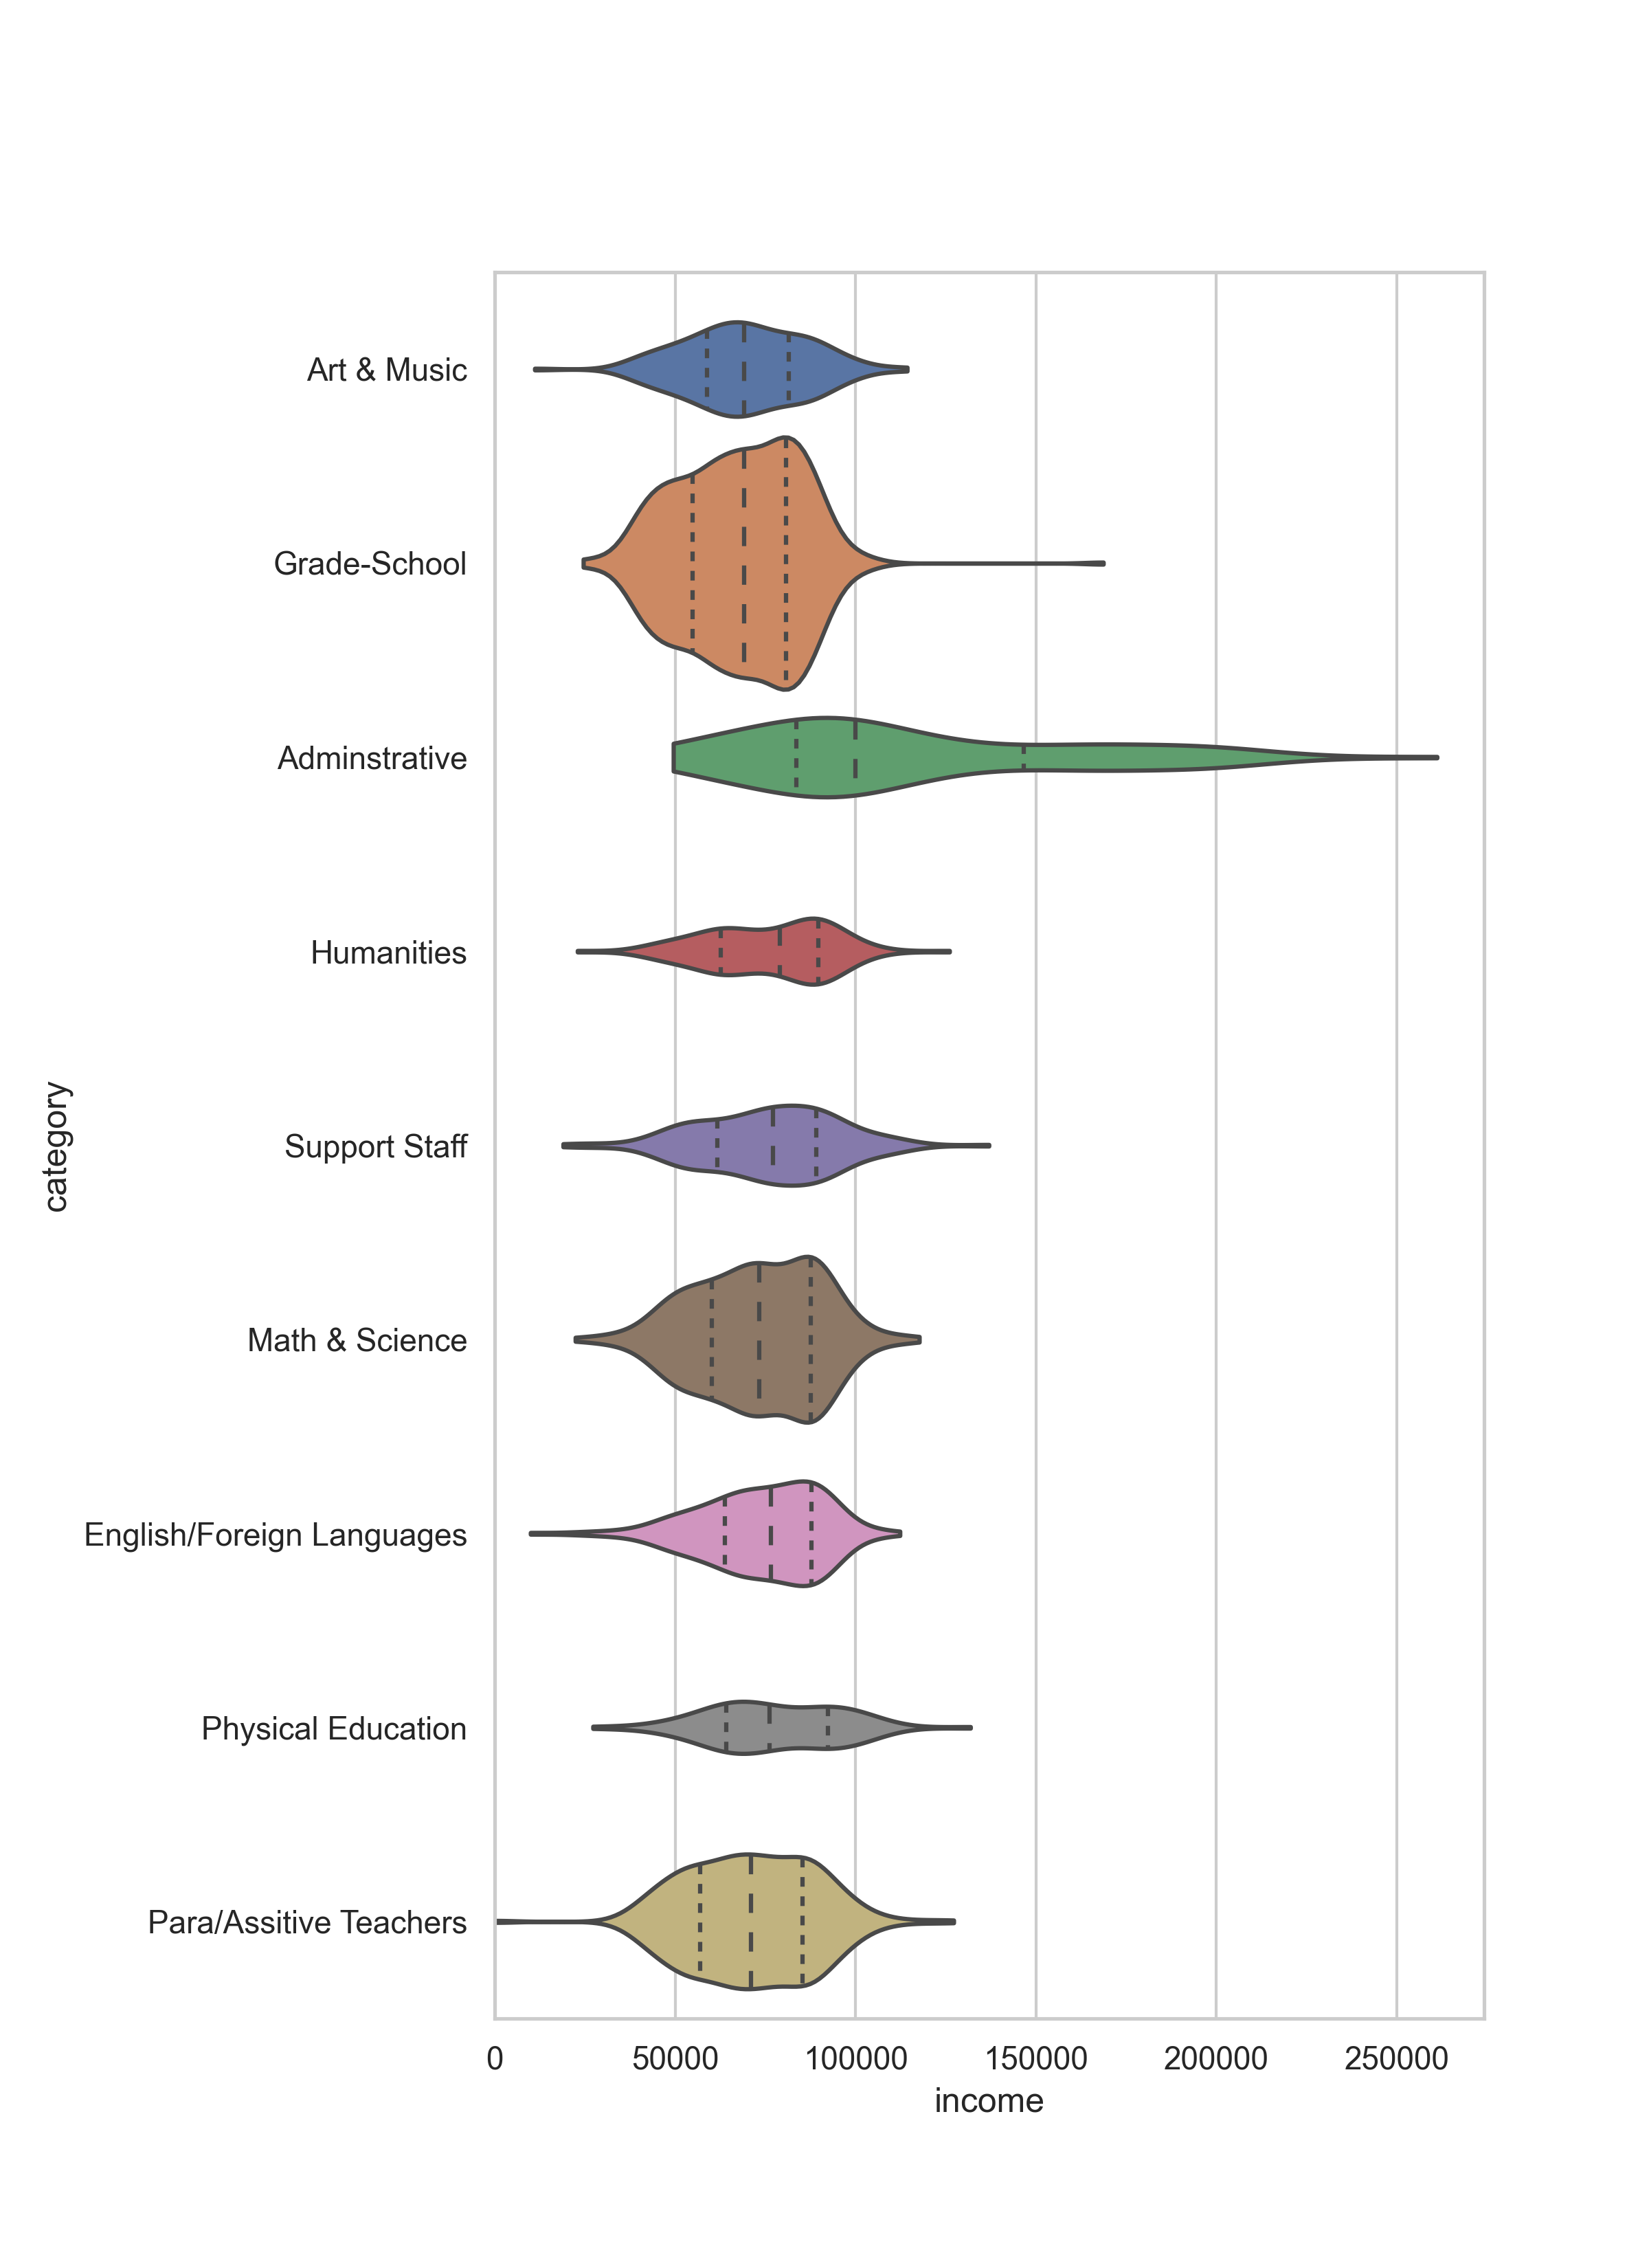 Art & Music
Grade-School
Adminstrative
Humanities
Support Staff
Math & Science
English/Foreign Languages
Physical Education
Para/Assitive Teachers
category
0 50000 100000 150000 200000 250000
income